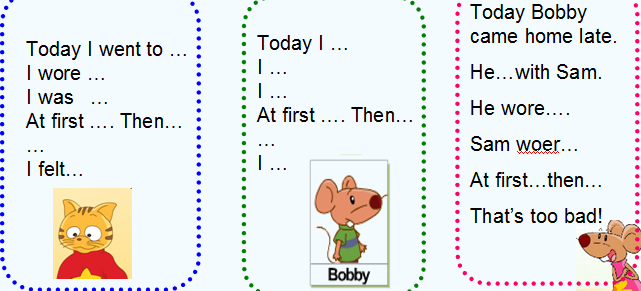 Today I went to …
I wore …
I was …
At first …. Then…
…
I felt…
Today I …
I …
I …
At first …. Then…
…
I …
Bobby
Today Bobby
came home late.
He…with Sam.
He wore….
Sam woer…
At first…then…
That’s too bad!